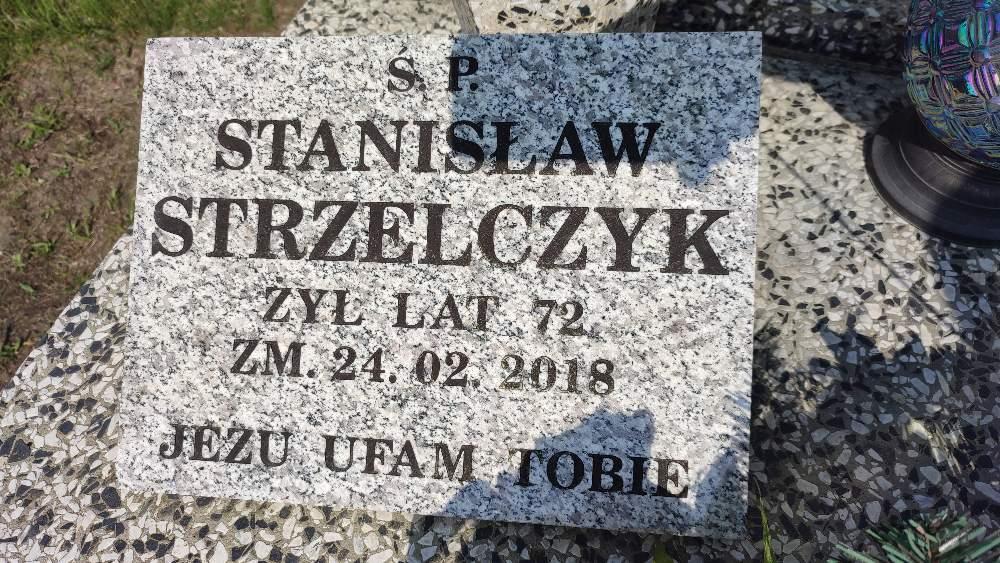 Ś. P.
STANISŁAW
STRZELCZYK
ŻYŁ LAT 72
ZM. 24. 02. 2018
JEZU UFAM TOBIE